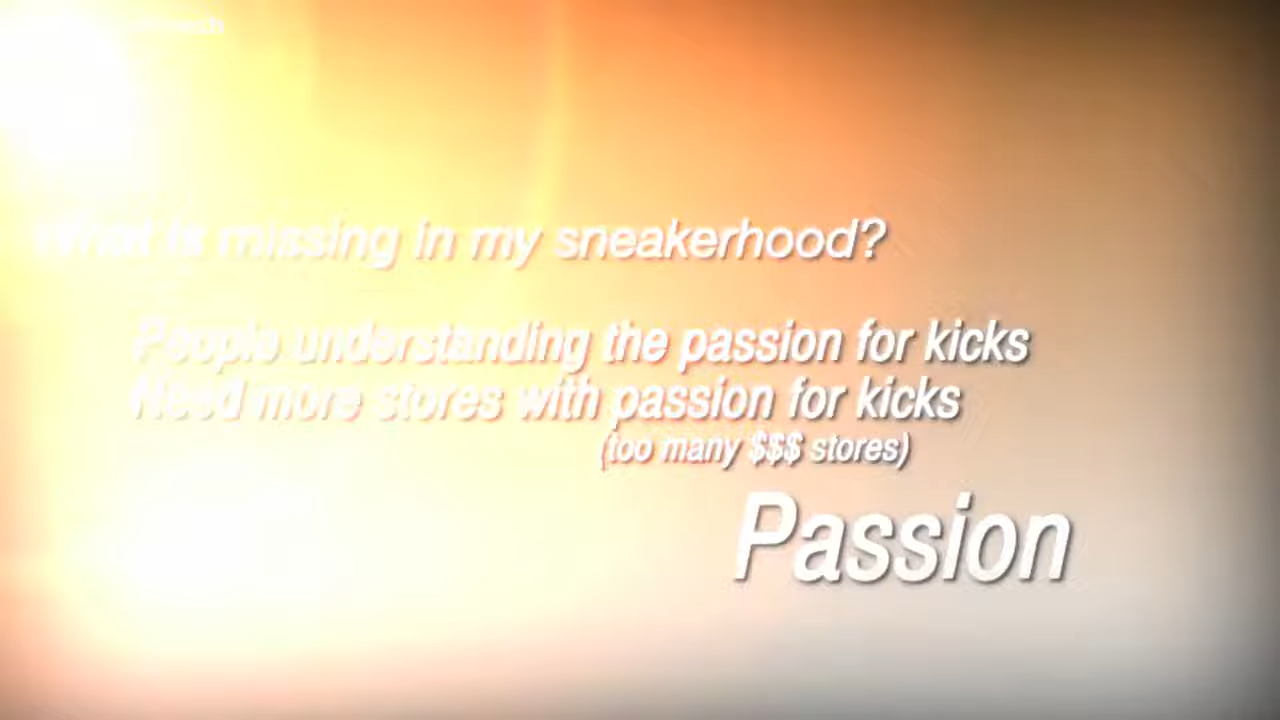 What is missing in my sneakerhood?
People understanding the passion for kicks
Need more stores with passion for kicks
(too many $$$ stores)
Passion